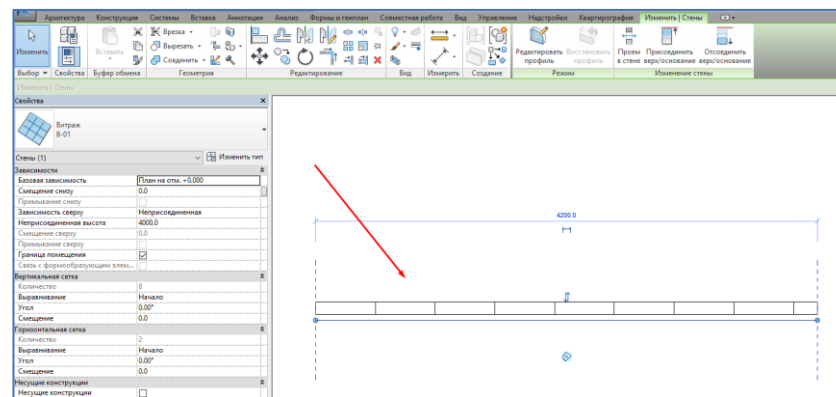 Архитектура Конструкция Системы Вставка Аннотации Анализ Формы и генплан Совместная работа Вид Управление Надстройки Квартирография Изменить | Стены
Врезка
Вырезать
Соединить
Изменить Вставить Редактировать профиль Восстановить профиль Проем в стене Присоединить верх/основание Отсоединить верх/основание
Выбор Свойства Буфер обмена Геометрия Редактирование Вид Измерить Создание Режим Изменение стены
Изменить | Стены
Свойства
Витраж
В-01
Стены (1) Изменить тип
Зависимости
Базовая зависимость План на отм. +0.000
Смещение снизу 0.0
Примыкание снизу
Зависимость сверху Неприсоединенная
Неприсоединенная высота 4000.0
Смещение сверху 0.0
Примыкание сверху
Граница помещения
Связь с формообразующим элем...
Вертикальная сетка
Количество 8
Выравнивание Начало
Угол 0.00°
Смещение 0.0
Горизонтальная сетка
Количество 2
Выравнивание Начало
Угол 0.00°
Смещение 0.0
Несущие конструкции
Несущие конструкции
4200.0